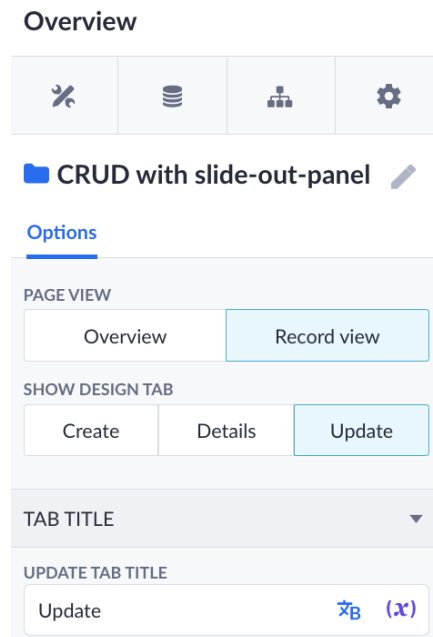 Overview
CRUD with slide-out-panel
Options
PAGE VIEW
Overview Record view
SHOW DESIGN TAB
Create Details Update
TAB TITLE
UPDATE TAB TITLE
Update (x)